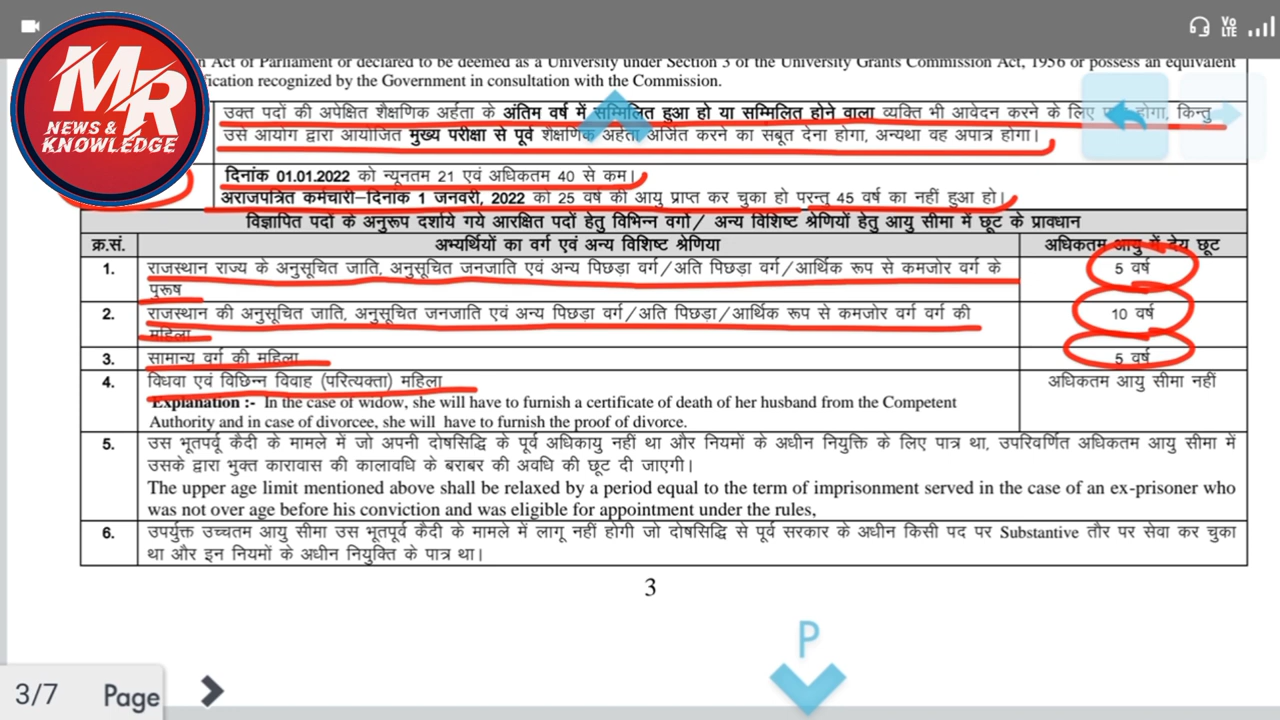 MR
NEWS &
KNOWLEDGE
Vo
LTE
n Act of Parliament or declared to be deemed as a University under Section 3 of the University Grants Commission Act, 1956 or possess an equivalent
fication recognized by the Government in consultation with the Commission.
उक्त पदों की अपेक्षित शैक्षणिक अर्हता के अंतिम वर्ष में सम्मिलित हुआ हो या सम्मिलित होने वाला व्यक्ति भी आवेदन करने के लिए होगा, किन्तु
उसे आयोग द्वारा आयोजित मुख्य परीक्षा से पूर्व शैक्षणिक अर्हता अर्जित करने का सबूत देना होगा, अन्यथा वह अपात्र होगा।
दिनांक 01.01.2022 को न्यूनतम 21 एवं अधिकतम 40 से कम।
अराजपत्रित कर्मचारी–दिनांक 1 जनवरी, 2022 को 25 वर्ष की आयु प्राप्त कर चुका हो परन्तु 45 वर्ष का नहीं हुआ हो।
विज्ञापित पदों के अनुरूप दर्शाये गये आरक्षित पदों हेतु विभिन्न वर्गो/ अन्य विशिष्ट श्रेणियों हेतु आयु सीमा में छूट के प्रावधान
क्र.सं. अभ्यर्थियों का वर्ग एवं अन्य विशिष्ट श्रेणिया अधिकतम आयु में देय छूट
1. राजस्थान राज्य के अनुसूचित जाति, अनुसूचित जनजाति एवं अन्य पिछड़ा वर्ग/अति पिछड़ा वर्ग/आर्थिक रूप से कमजोर वर्ग के 5 वर्ष
पुरूष
2. राजस्थान की अनुसूचित जाति, अनुसूचित जनजाति एवं अन्य पिछड़ा वर्ग/अति पिछड़ा/आर्थिक रूप से कमजोर वर्ग वर्ग की 10 वर्ष
महिला
3. सामान्य वर्ग की महिला 5 वर्ष
4. विधवा एवं विछिन्न विवाह (परित्यक्ता) महिला अधिकतम आयु सीमा नहीं
Explanation :- In the case of widow, she will have to furnish a certificate of death of her husband from the Competent
Authority and in case of divorcee, she will have to furnish the proof of divorce.
5. उस भूतपर्वू कैदी के मामले में जो अपनी दोषसिद्वि के पूर्व अधिकायु नहीं था और नियमों के अधीन नियुक्ति के लिए पात्र था, उपरिवर्णित अधिकतम आयु सीमा में
उसके द्वारा भुक्त कारावास की कालावधि के बराबर की अवधि की छूट दी जाएगी।
The upper age limit mentioned above shall be relaxed by a period equal to the term of imprisonment served in the case of an ex-prisoner who
was not over age before his conviction and was eligible for appointment under the rules,
6. उपर्युक्त उच्चतम आयु सीमा उस भूतपूर्व कैदी के मामले में लागू नहीं होगी जो दोषसिद्वि से पूर्व सरकार के अधीन किसी पद पर Substantive तौर पर सेवा कर चुका
था और इन नियमों के अधीन नियुक्ति के पात्र था।
3
P
3/7 Page